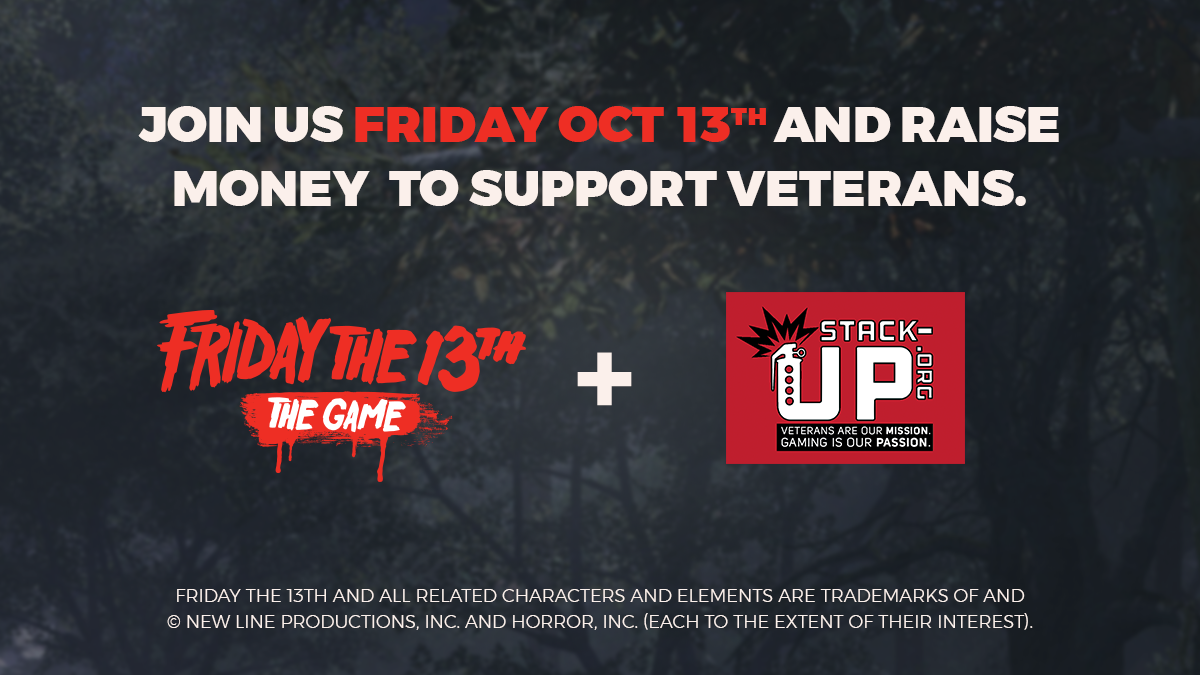 JOIN US FRIDAY OCT 13TH AND RAISE
MONEY TO SUPPORT VETERANS.
FRIDAY THE 13TH
THE GAME
+
STACK-
UP
.ORG
VETERANS ARE OUR MISSION.
GAMING IS OUR PASSION.
FRIDAY THE 13TH AND ALL RELATED CHARACTERS AND ELEMENTS ARE TRADEMARKS OF AND
© NEW LINE PRODUCTIONS, INC. AND HORROR, INC. (EACH TO THE EXTENT OF THEIR INTEREST).